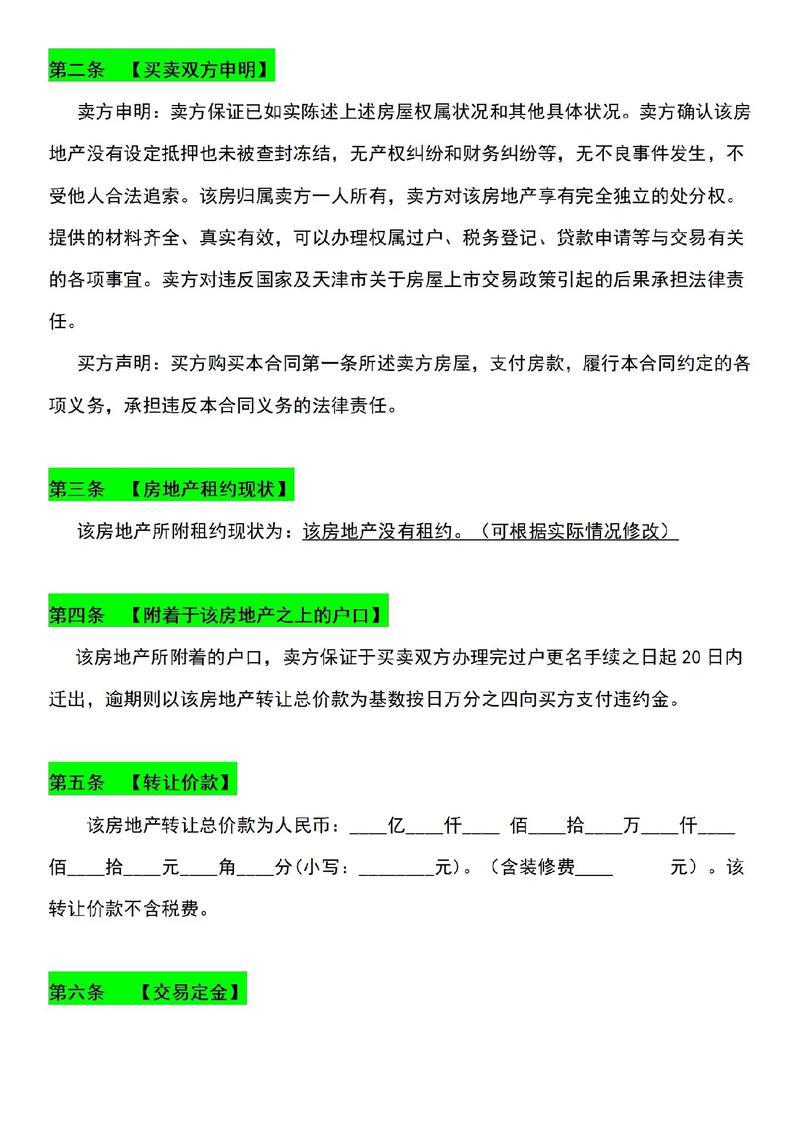 第二条 【买卖双方申明】
卖方申明：卖方保证已如实陈述上述房屋权属状况和其他具体状况。卖方确认该房
地产没有设定抵押也未被查封冻结，无产权纠纷和财务纠纷等，无不良事件发生，不
受他人合法追索。该房归属卖方一人所有，卖方对该房地产享有完全独立的处分权。
提供的材料齐全、真实有效，可以办理权属过户、税务登记、贷款申请等与交易有关
的各项事宜。卖方对违反国家及天津市关于房屋上市交易政策引起的后果承担法律责
任。
买方声明：买方购买本合同第一条所述卖方房屋，支付房款，履行本合同约定的各
项义务，承担违反本合同义务的法律责任。
第三条 【房地产租约现状】
该房地产所附租约现状为：该房地产没有租约。（可根据实际情况修改）
第四条 【附着于该房地产之上的户口】
该房地产所附着的户口，卖方保证于买卖双方办理完过户更名手续之日起 20 日内
迁出，逾期则以该房地产转让总价款为基数按日万分之四向买方支付违约金。
第五条 【转让价款】
该房地产转让总价款为人民币：____亿____仟____ 佰____拾____万____仟____
佰____拾____元____角____分(小写：________元)。（含装修费____ 元）。该
转让价款不含税费。
第六条 【交易定金】